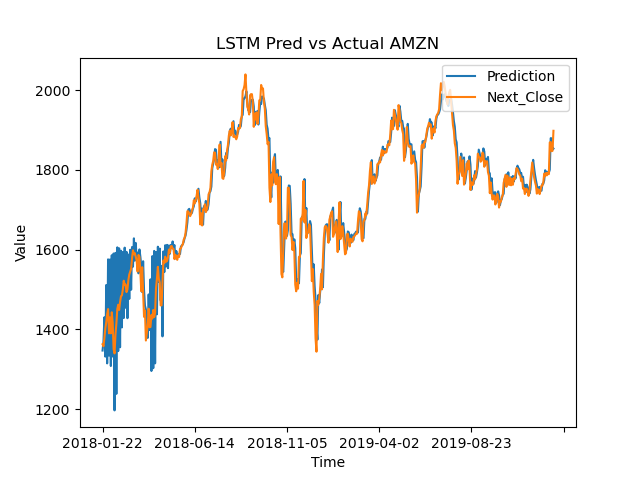 LSTM Pred vs Actual AMZN
Prediction
Next_Close
2000
1800
1600
1400
1200
Value
2018-01-22 2018-06-14 2018-11-05 2019-04-02 2019-08-23
Time